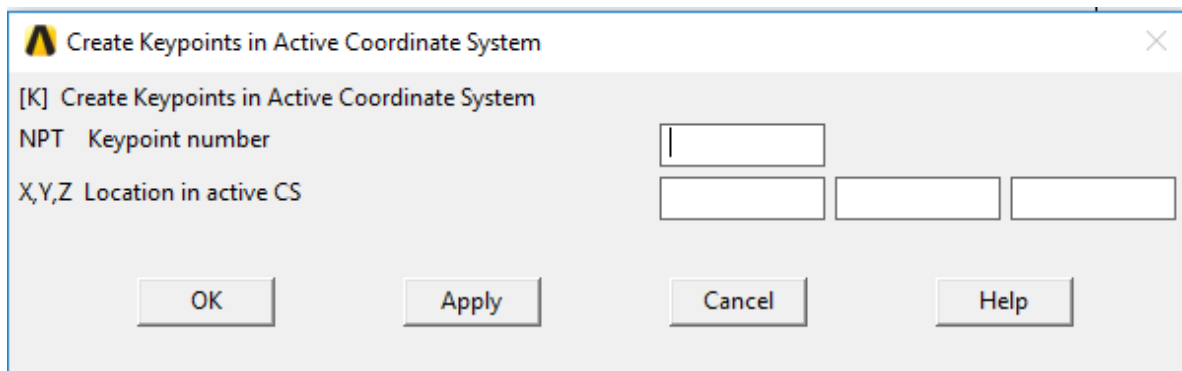 Create Keypoints in Active Coordinate System
[K] Create Keypoints in Active Coordinate System
NPT Keypoint number
X,Y,Z Location in active CS
OK Apply Cancel Help